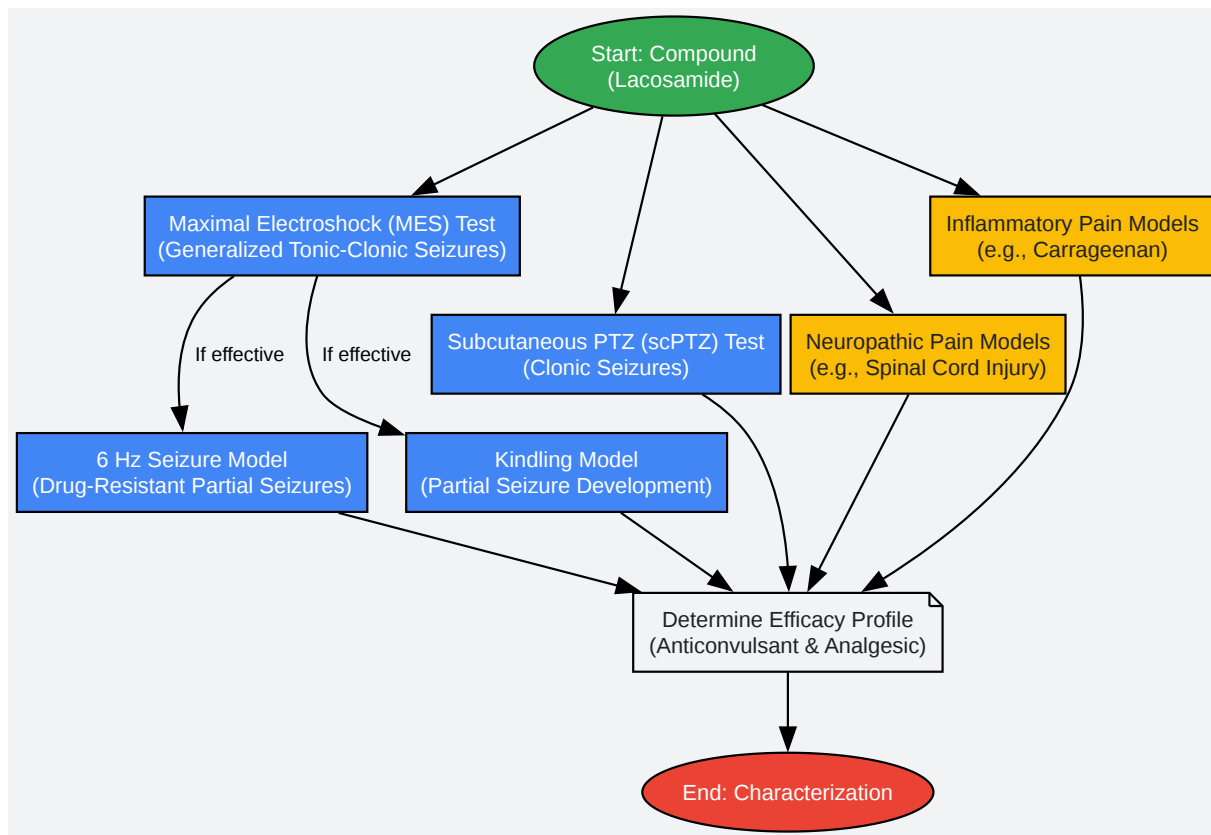 Start: Compound
(Lacosamide)
Maximal Electroshock (MES) Test
(Generalized Tonic-Clonic Seizures)
Inflammatory Pain Models
(e.g., Carrageenan)
If effective
If effective
Subcutaneous PTZ (scPTZ) Test
(Clonic Seizures)
Neuropathic Pain Models
(e.g., Spinal Cord Injury)
6 Hz Seizure Model
(Drug-Resistant Partial Seizures)
Kindling Model
(Partial Seizure Development)
Determine Efficacy Profile
(Anticonvulsant & Analgesic)
End: Characterization